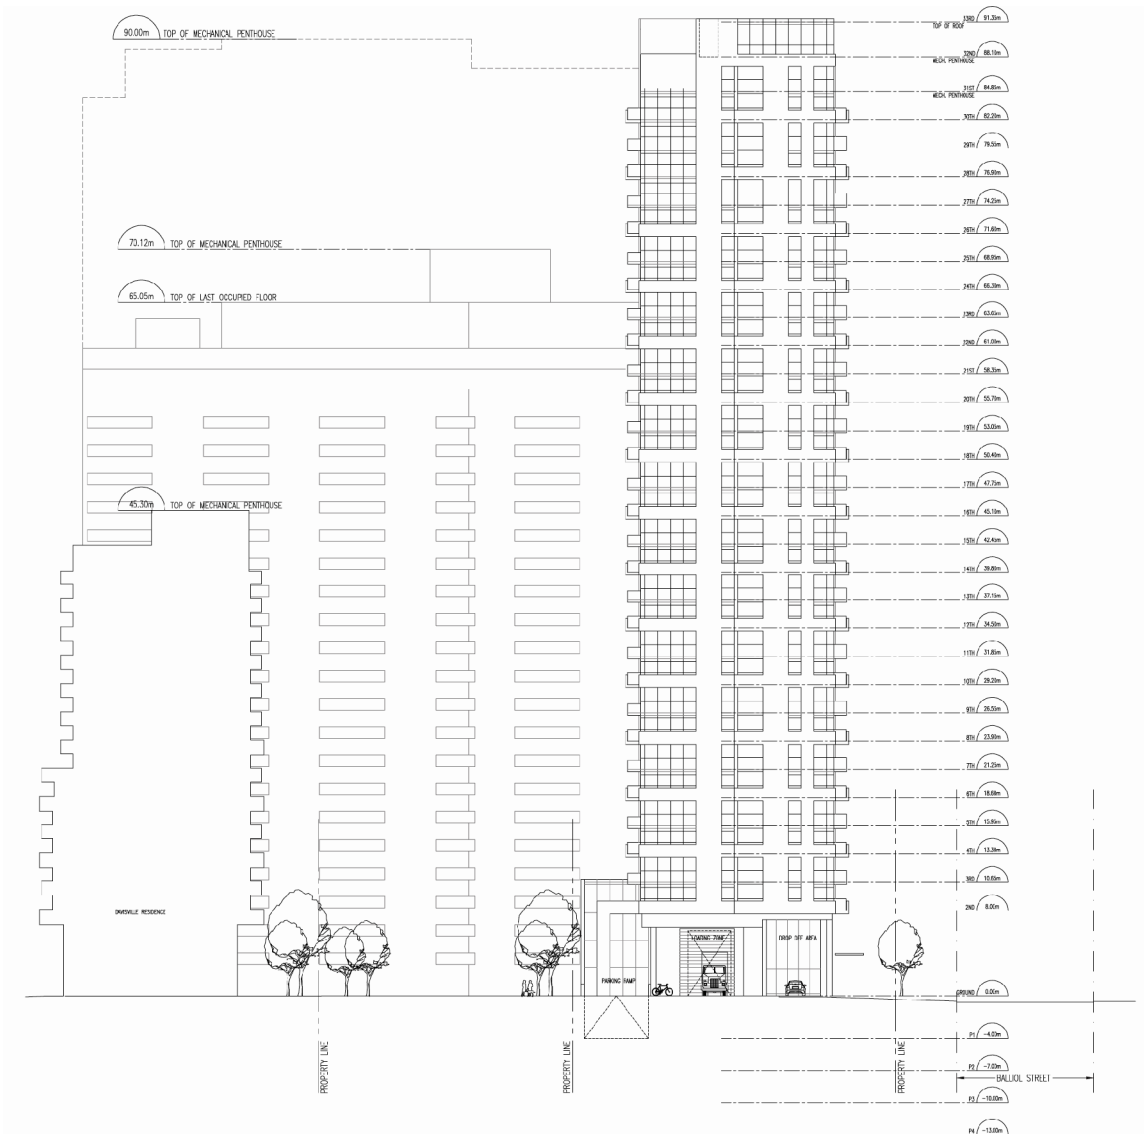 90.00m TOP OF MECHANICAL PENTHOUSE
70.12m TOP OF MECHANICAL PENTHOUSE
65.05m TOP OF LAST OCCUPIED FLOOR
45.30m TOP OF MECHANICAL PENTHOUSE
33RD 91.35m
TOP OF ROOF
32ND 88.10m
MECH. PENTHOUSE
31ST 84.85m
MECH. PENTHOUSE
30TH 82.20m
29TH 79.55m
28TH 76.90m
27TH 74.25m
26TH 71.60m
25TH 68.95m
24TH 66.30m
33RD 63.65m
32ND 61.00m
21ST 58.35m
20TH 55.70m
19TH 53.05m
18TH 50.40m
17TH 47.75m
16TH 45.10m
15TH 42.45m
14TH 39.80m
13TH 37.15m
12TH 34.50m
11TH 31.85m
10TH 29.20m
9TH 26.55m
8TH 23.90m
7TH 21.25m
6TH 18.60m
5TH 15.95m
4TH 13.30m
3RD 10.65m
2ND 8.00m
GROUND 0.00m
P1 -4.00m
P2 -7.00m
P3 -10.00m
P4 -13.00m
DAVISVILLE RESIDENCE
LOADING ZONE
DROP OFF AREA
PARKING RAMP
PROPERTY LINE
PROPERTY LINE
PROPERTY LINE
BALLIOL STREET